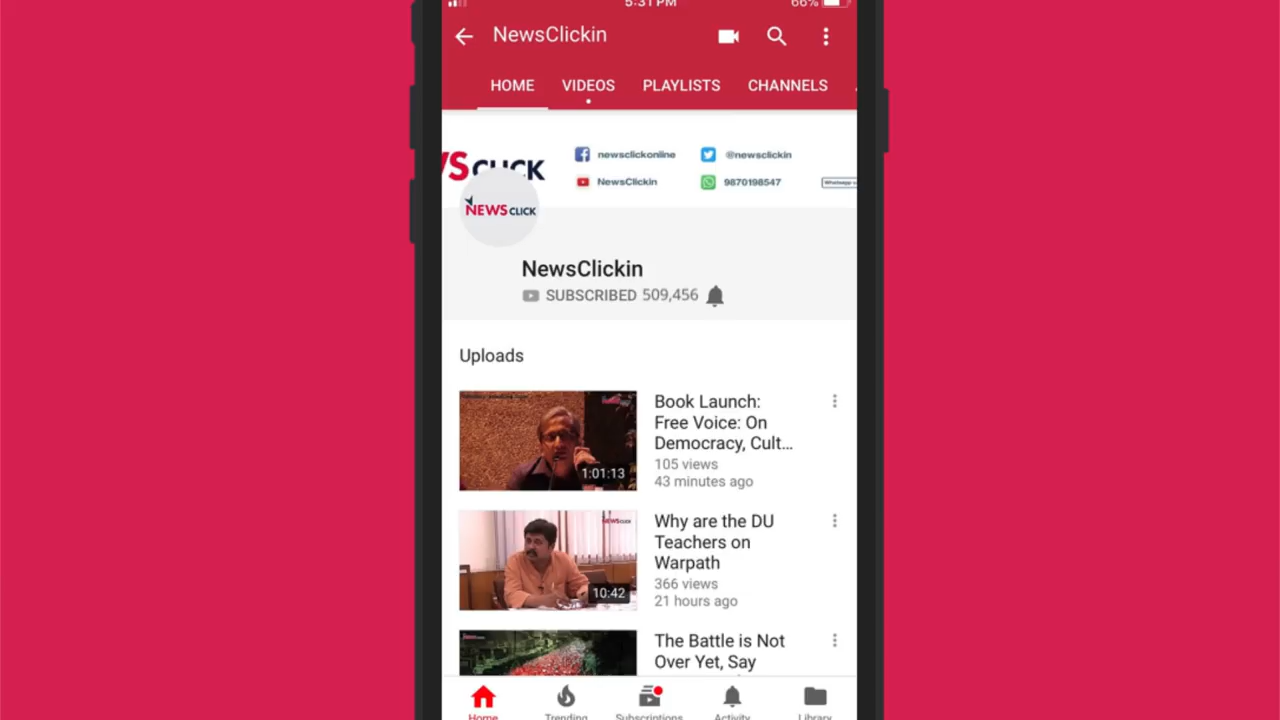 5:31 PM
66%
NewsClickin
HOME VIDEOS PLAYLISTS CHANNELS
WS CLICK
newsclickonline
@newsclickin
NewsClickin
9870198547
NEWS CLICK
NewsClickin
SUBSCRIBED 509,456
Uploads
Book Launch:
Free Voice: On
Democracy, Cult...
105 views
43 minutes ago
1:01:13
NEWSCLICK
Why are the DU
Teachers on
Warpath
366 views
21 hours ago
10:42
The Battle is Not
Over Yet, Say
Home Trending Subscriptions Activity Library